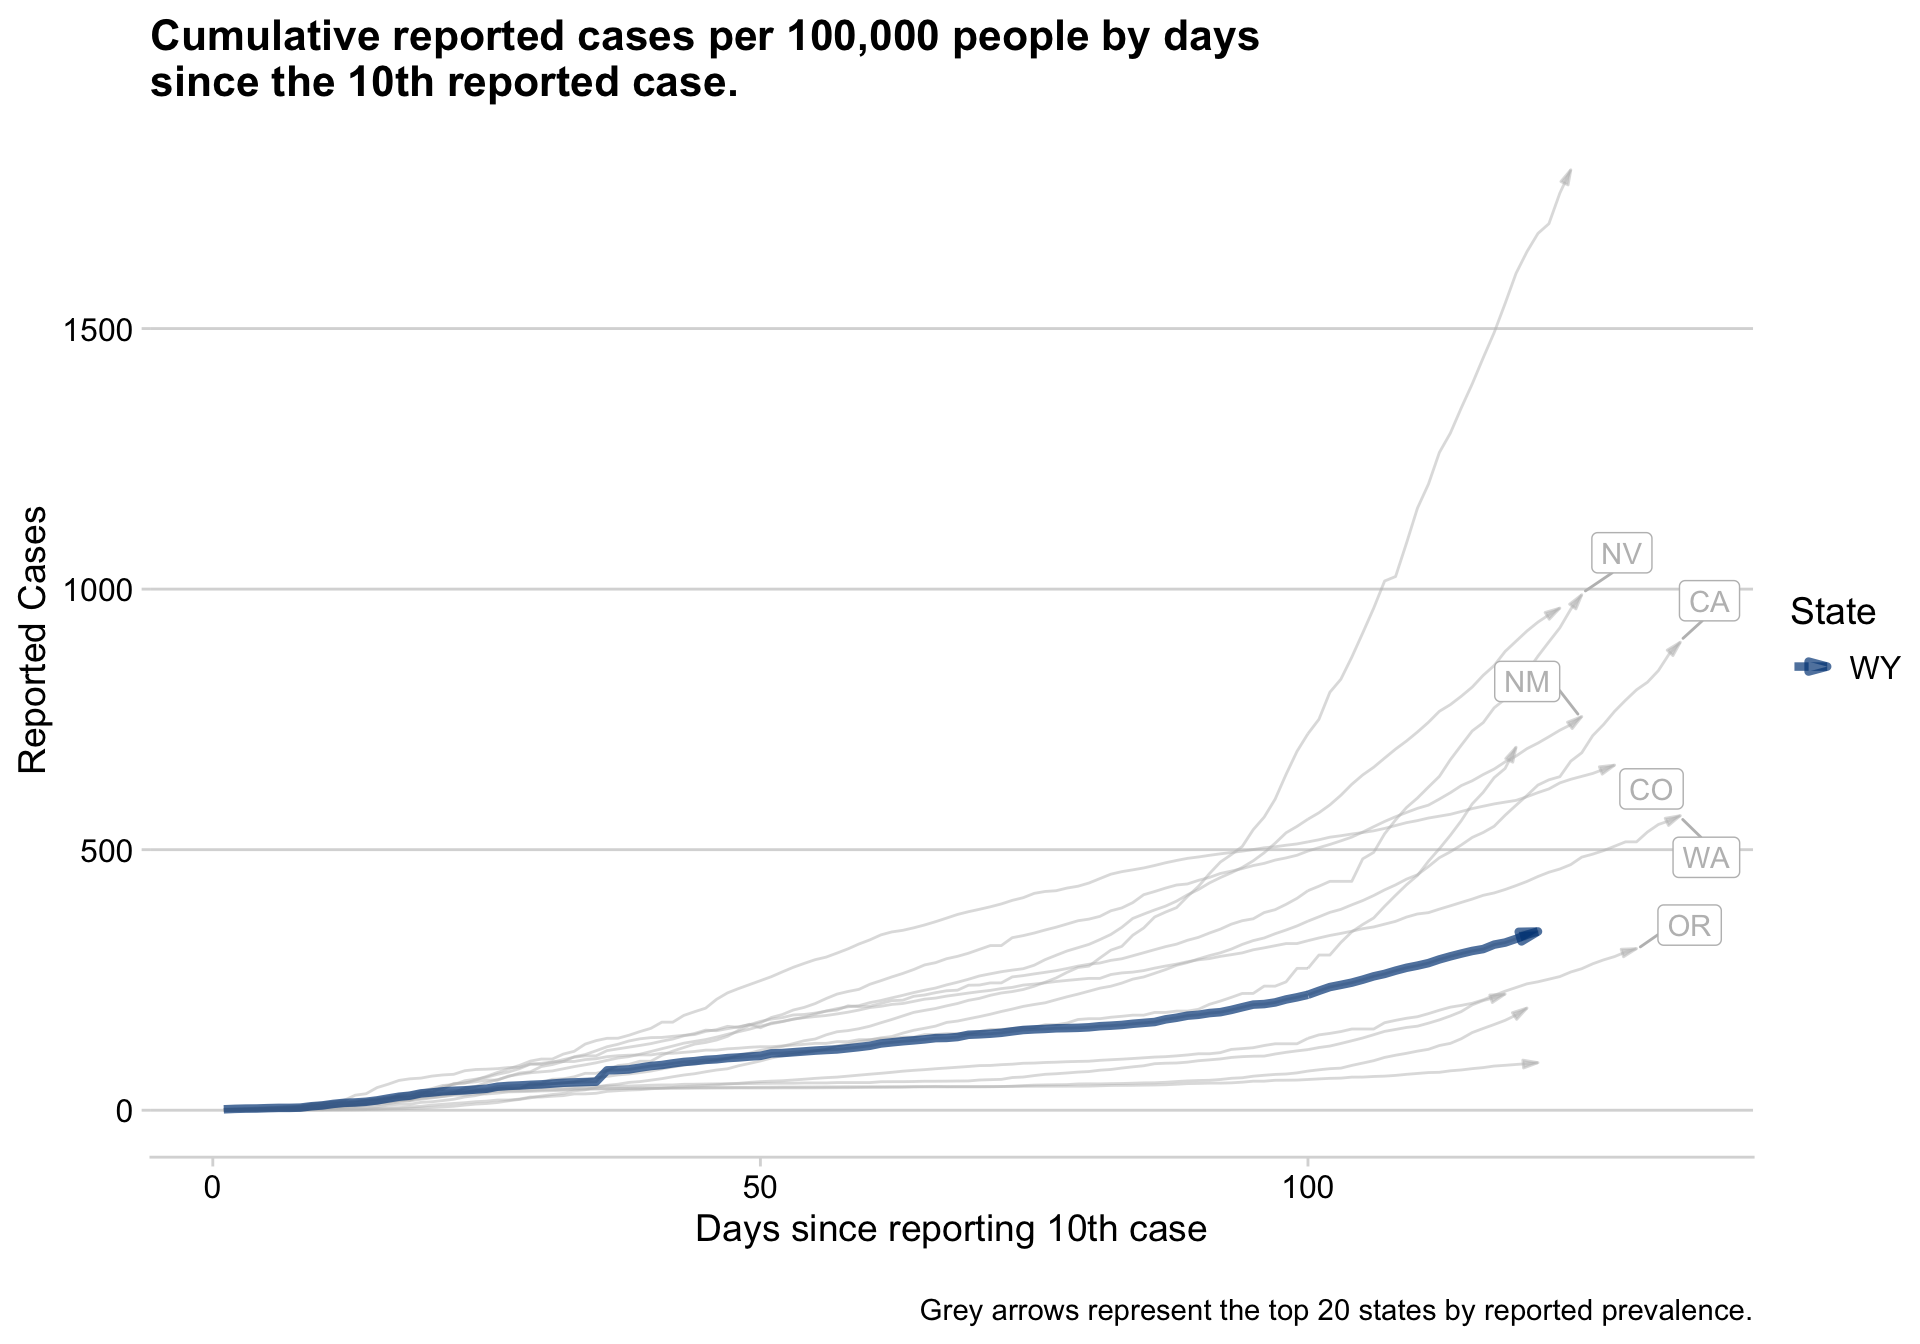 Cumulative reported cases per 100,000 people by days
since the 10th reported case.
Reported Cases
1500
1000
500
0
NV
CA
NM
CO
WA
OR
State
WY
0
50
100
Days since reporting 10th case
Grey arrows represent the top 20 states by reported prevalence.